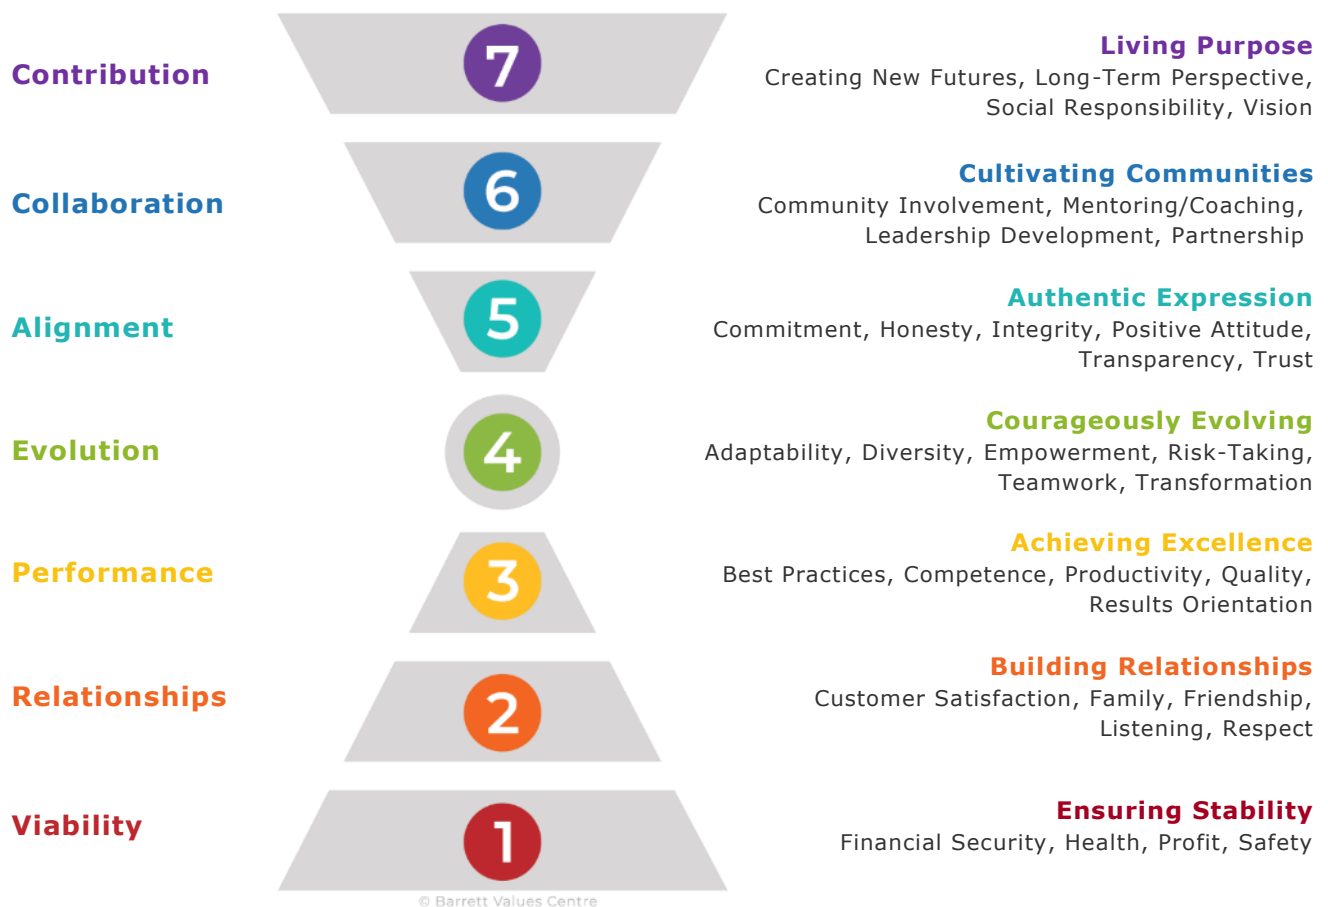 Contribution
7
Living Purpose
Creating New Futures, Long-Term Perspective,
Social Responsibility, Vision
Collaboration
6
Cultivating Communities
Community Involvement, Mentoring/Coaching,
Leadership Development, Partnership
Alignment
5
Authentic Expression
Commitment, Honesty, Integrity, Positive Attitude,
Transparency, Trust
Evolution
4
Courageously Evolving
Adaptability, Diversity, Empowerment, Risk-Taking,
Teamwork, Transformation
Performance
3
Achieving Excellence
Best Practices, Competence, Productivity, Quality,
Results Orientation
Relationships
2
Building Relationships
Customer Satisfaction, Family, Friendship,
Listening, Respect
Viability
1
Ensuring Stability
Financial Security, Health, Profit, Safety
© Barrett Values Centre